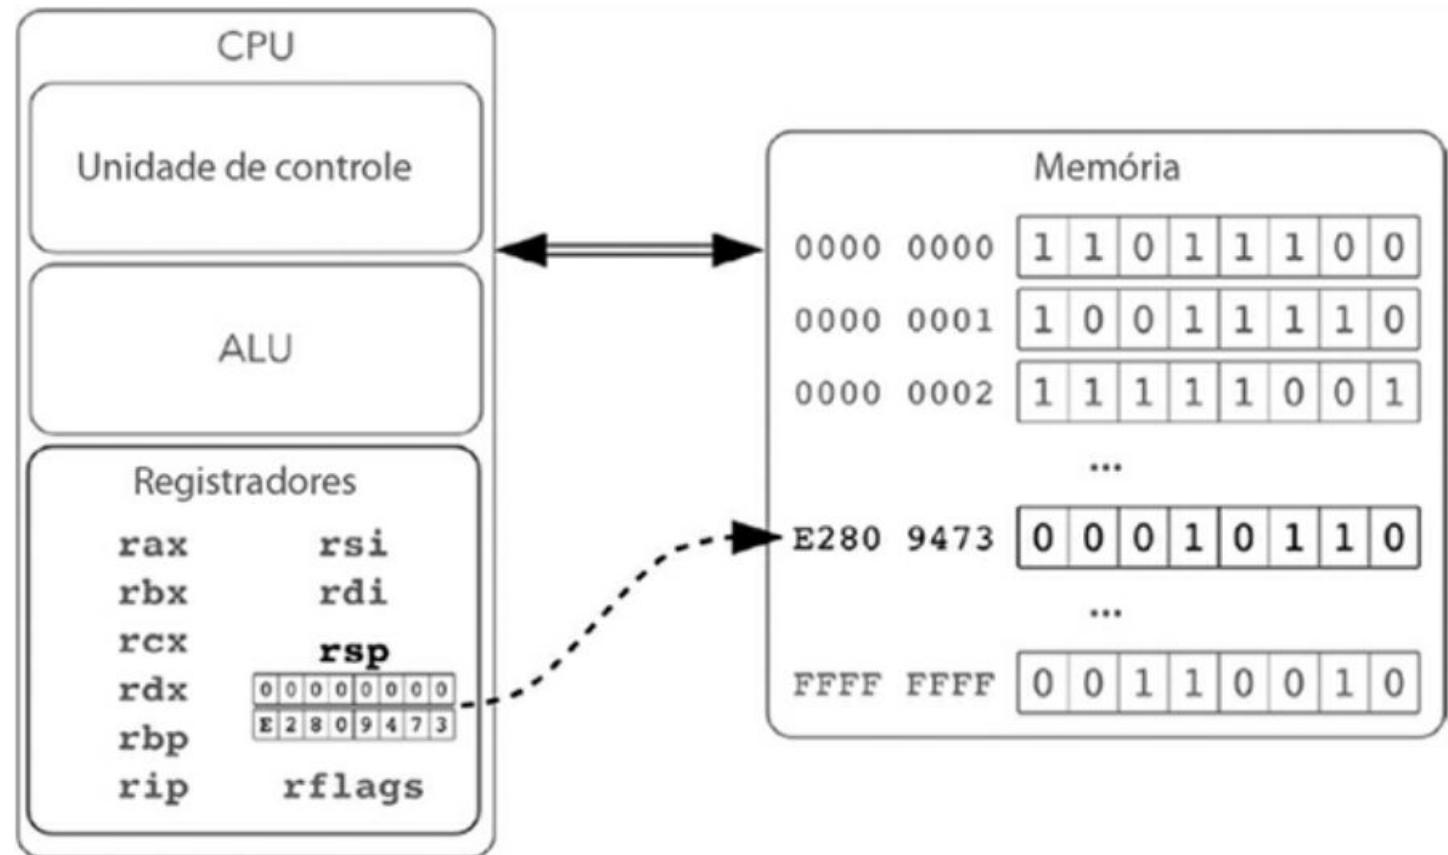 CPU
Unidade de controle
ALU
Registradores
rax rsi
rbx rdi
rcx rsp
rdx 0 0 0 0 0 0 0 0
rbp E 2 8 0 9 4 7 3
rip rflags
Memória
0000 0000 1 1 0 1 1 1 0 0
0000 0001 1 0 0 1 1 1 1 0
0000 0002 1 1 1 1 1 0 0 1
...
E280 9473 0 0 0 1 0 1 1 0
...
FFFF FFFF 0 0 1 1 0 0 1 0